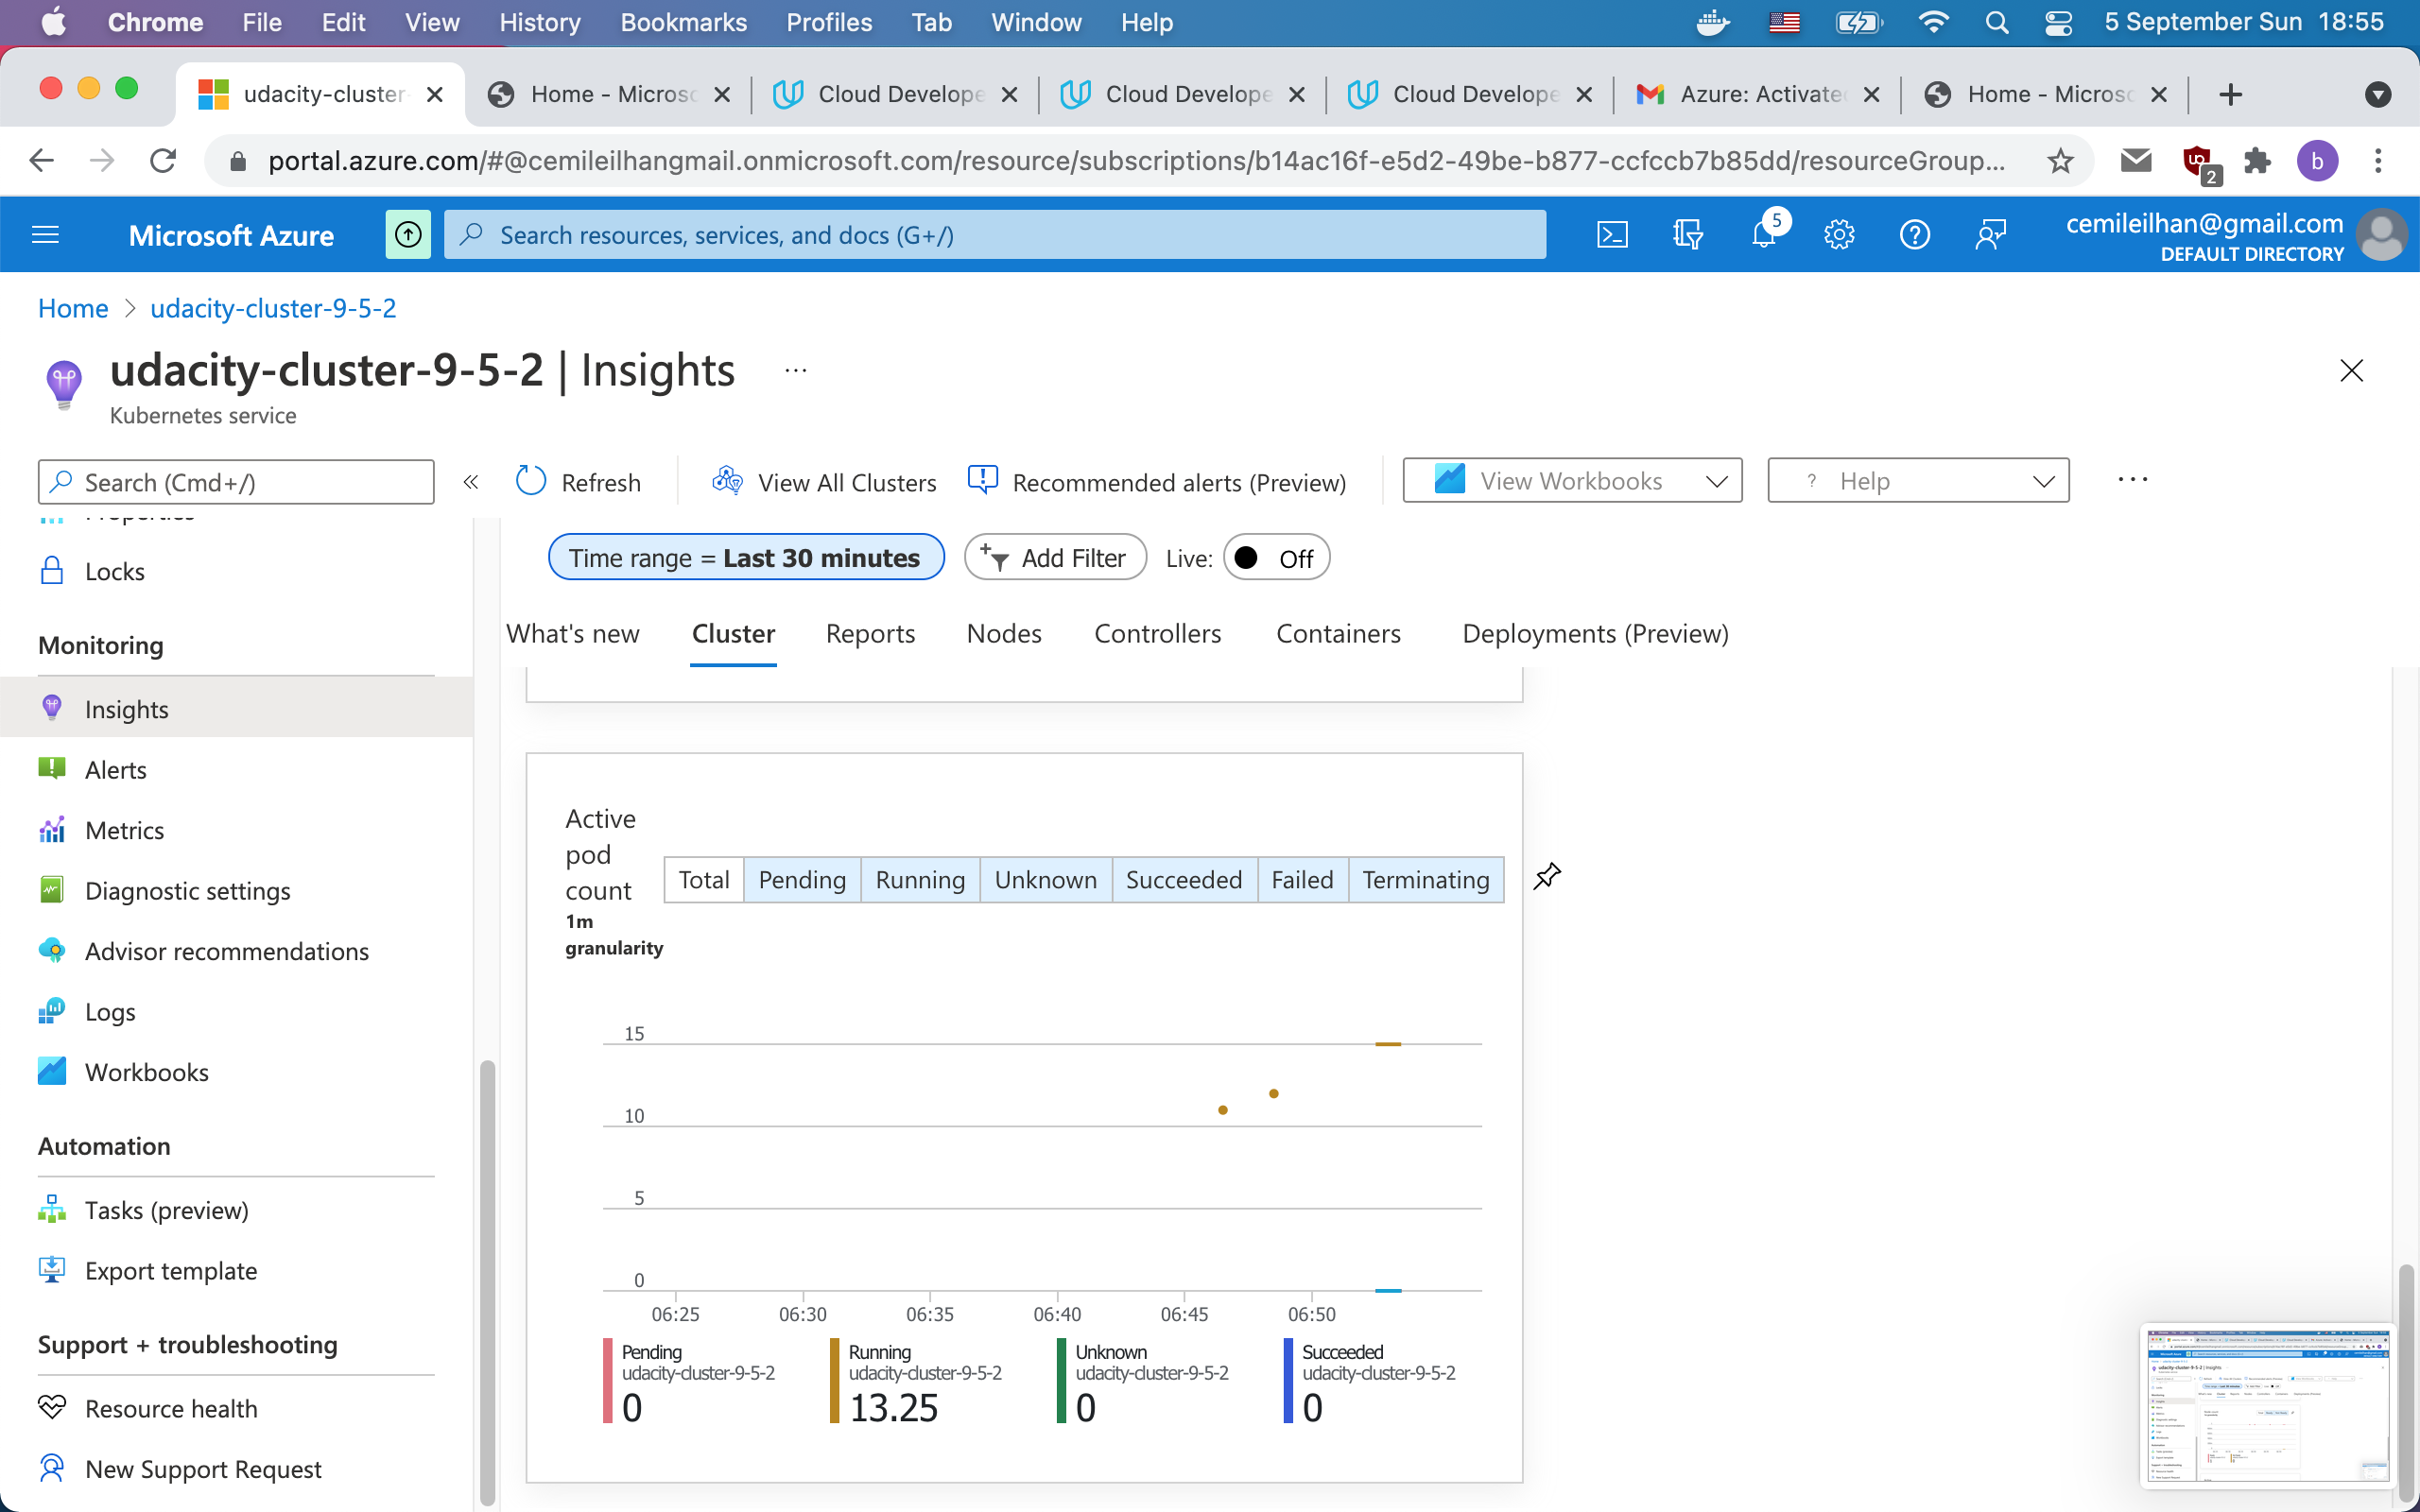 Chrome File Edit View History Bookmarks Profiles Tab Window Help 5 September Sun 18:55
udacity-cluster- Home - Microsc Cloud Develope Cloud Develope Cloud Develope Azure: Activate Home - Microsc
portal.azure.com/#@cemileilhangmail.onmicrosoft.com/resource/subscriptions/b14ac16f-e5d2-49be-b877-ccfccb7b85dd/resourceGroup... 2 b
Microsoft Azure Search resources, services, and docs (G+/) 5 cemileilhan@gmail.com
DEFAULT DIRECTORY
Home > udacity-cluster-9-5-2
udacity-cluster-9-5-2 | Insights ...
Kubernetes service
Search (Cmd+/) « Refresh View All Clusters Recommended alerts (Preview) View Workbooks ? Help ...
Properties
Locks
Monitoring
Insights
Alerts
Metrics
Diagnostic settings
Advisor recommendations
Logs
Workbooks
Automation
Tasks (preview)
Export template
Support + troubleshooting
Resource health
New Support Request
Time range = Last 30 minutes Add Filter Live: Off
What's new Cluster Reports Nodes Controllers Containers Deployments (Preview)
Active
pod
count
1m
granularity
Total Pending Running Unknown Succeeded Failed Terminating
15
10
5
0
06:25 06:30 06:35 06:40 06:45 06:50
Pending Running Unknown Succeeded
udacity-cluster-9-5-2 udacity-cluster-9-5-2 udacity-cluster-9-5-2 udacity-cluster-9-5-2
0 13.25 0 0